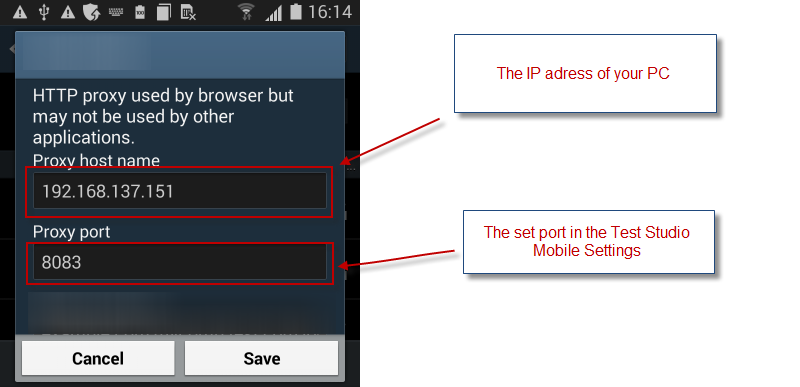 16:14
HTTP proxy used by browser but
may not be used by other
applications.
Proxy host name
192.168.137.151
Proxy port
8083
Cancel
Save
The IP adress of your PC
The set port in the Test Studio
Mobile Settings